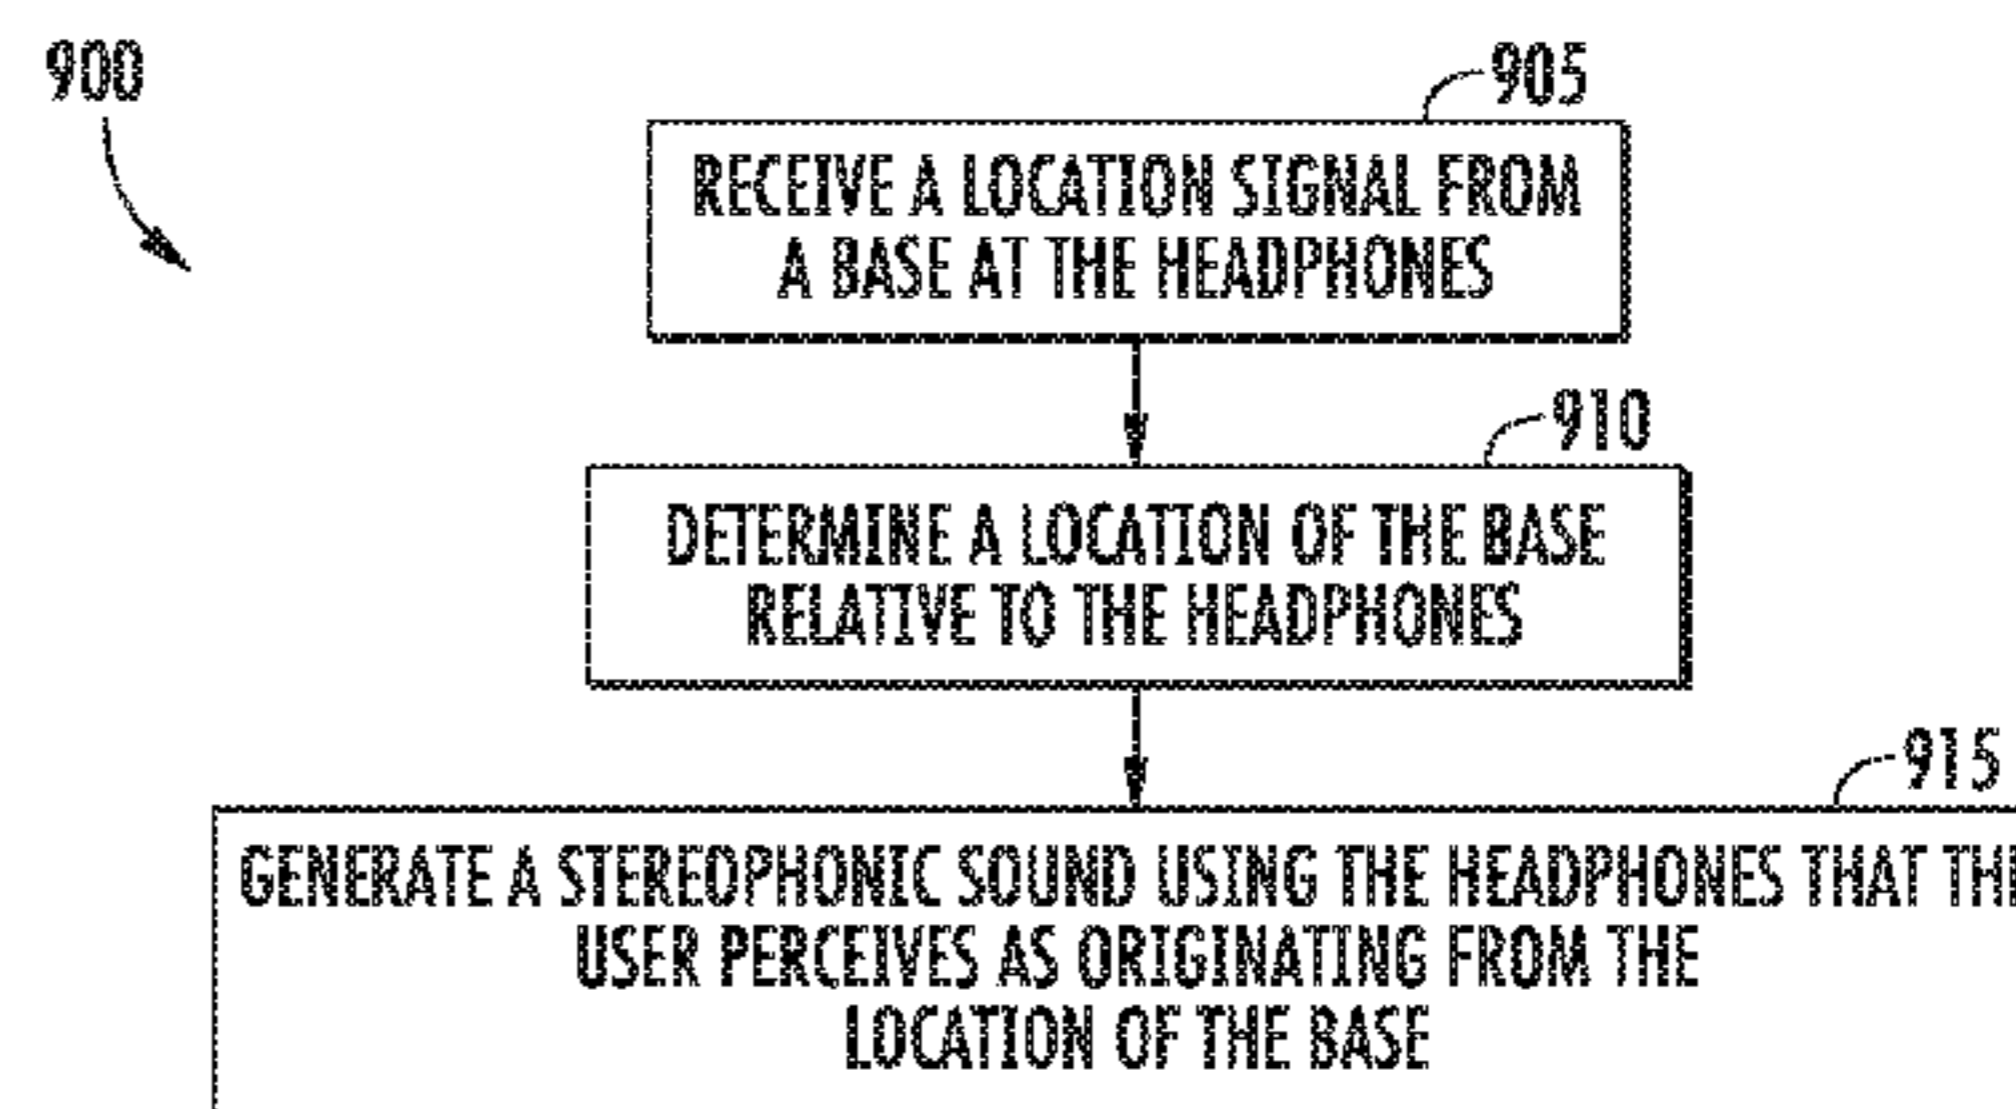 900
905
RECEIVE A LOCATION SIGNAL FROM
A BASE AT THE HEADPHONES
910
DETERMINE A LOCATION OF THE BASE
RELATIVE TO THE HEADPHONES
915
GENERATE A STEREOPHONIC SOUND USING THE HEADPHONES THAT TH
USER PERCEIVES AS ORIGINATING FROM THE
LOCATION OF THE BASE